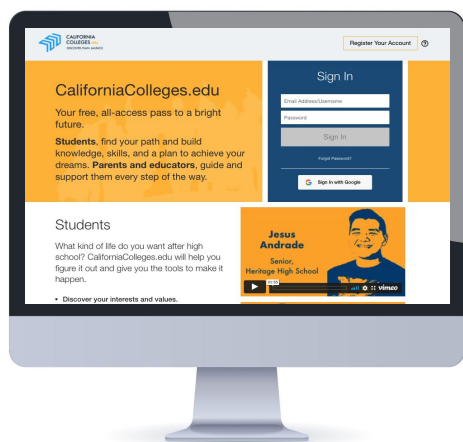 CALIFORNIA
COLLEGES.EDU
Register Your Account
?
CaliforniaColleges.edu
Your free, all-access pass to a bright
future.
Students, find your path and build
knowledge, skills, and a plan to achieve your
dreams. Parents and educators, guide and
support them every step of the way.
Sign In
Email Address/Username
Password
Sign In
Forgot Password?
G Sign in with Google
Students
What kind of life do you want after high
school? CaliforniaColleges.edu will help you
figure it out and give you the tools to make it
happen.
• Discover your interests and values.
Jesus
Andrade
Senior,
Heritage High School
vimeo